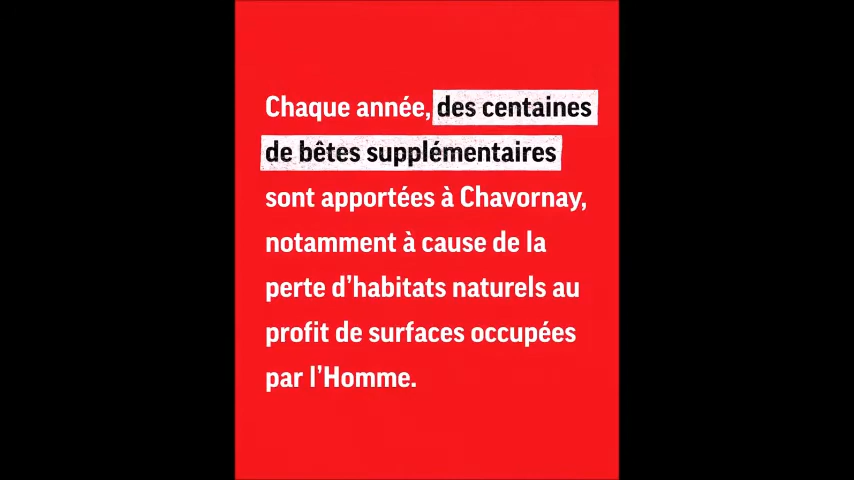 Chaque année, des centaines
de bêtes supplémentaires
sont apportées à Chavornay,
notamment à cause de la
perte d’habitats naturels au
profit de surfaces occupées
par l’Homme.